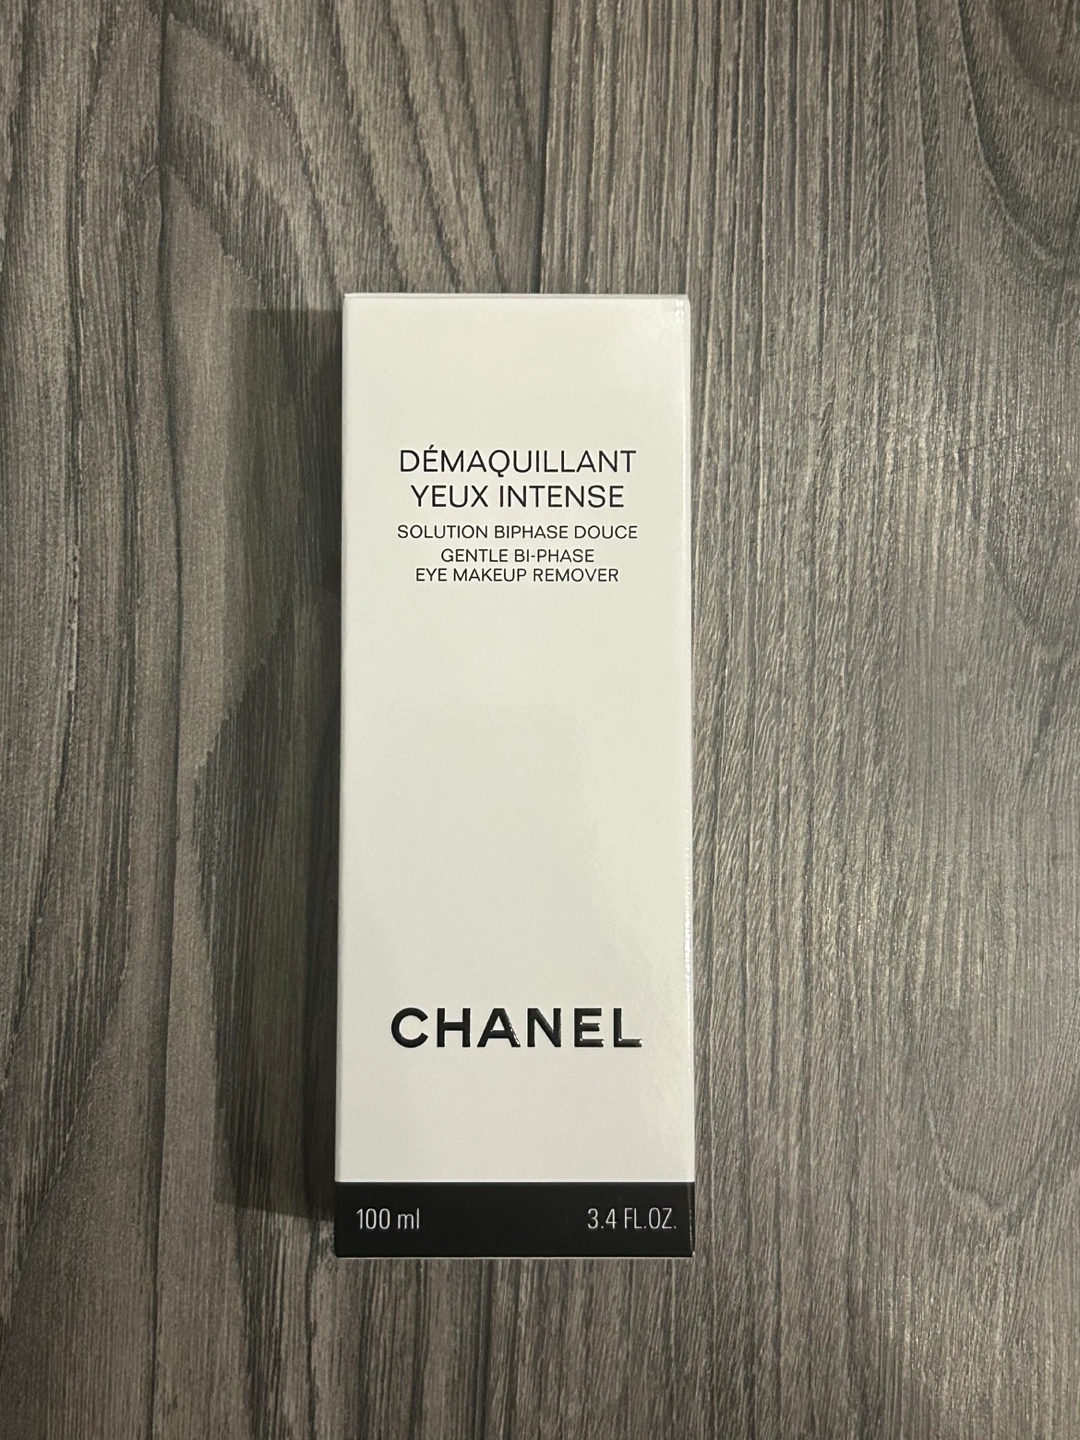 DÉMAQUILLANT
YEUX INTENSE
SOLUTION BIPHASE DOUCE
GENTLE BI-PHASE
EYE MAKEUP REMOVER
CHANEL
100 ml 3.4 FL.OZ.